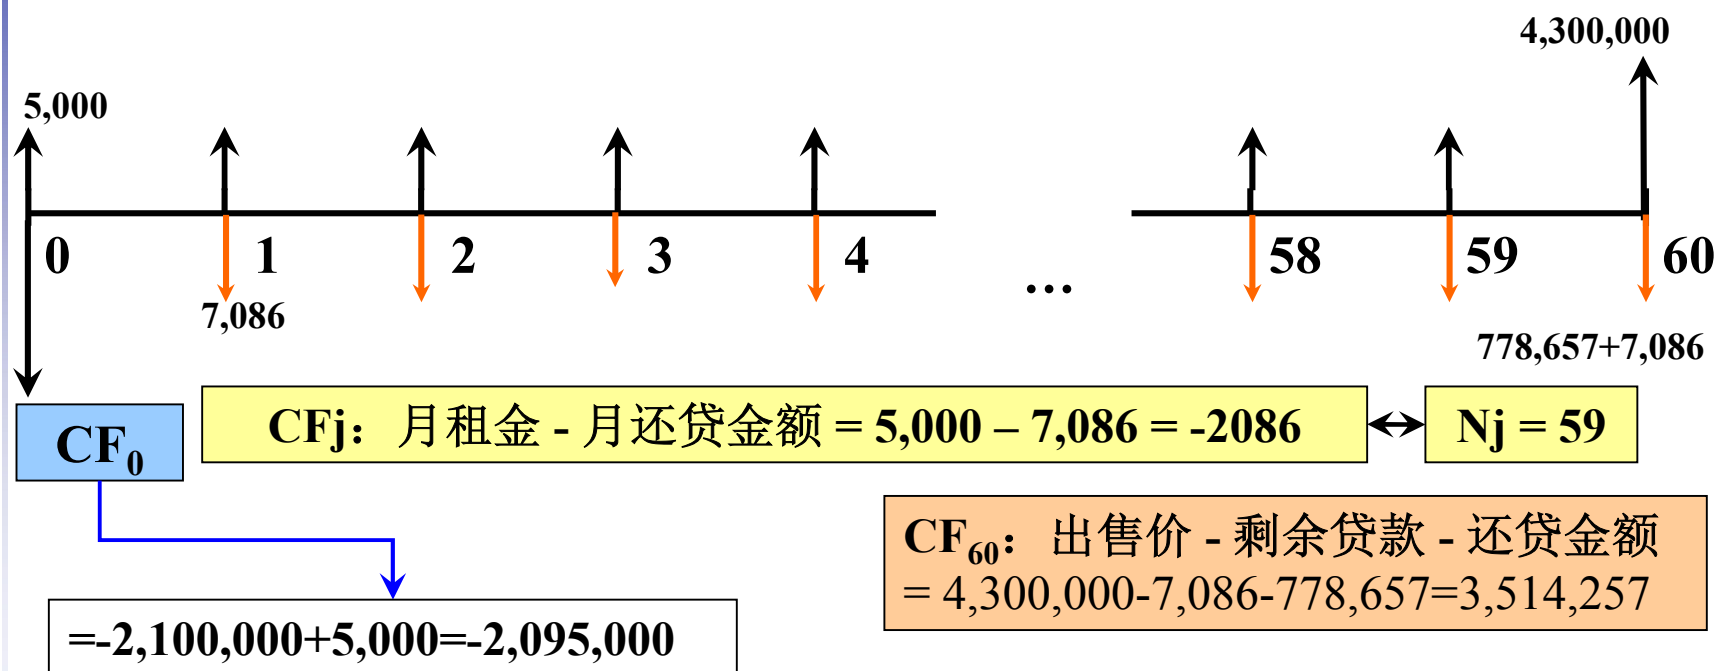 4,300,000
5,000
0 1 2 3 4 ... 58 59 60
7,086
778,657+7,086
CF₀
CFj：月租金 - 月还贷金额 = 5,000 – 7,086 = -2086
Nj = 59
CF₆₀：出售价 - 剩余贷款 - 还贷金额
= 4,300,000-7,086-778,657=3,514,257
=-2,100,000+5,000=-2,095,000